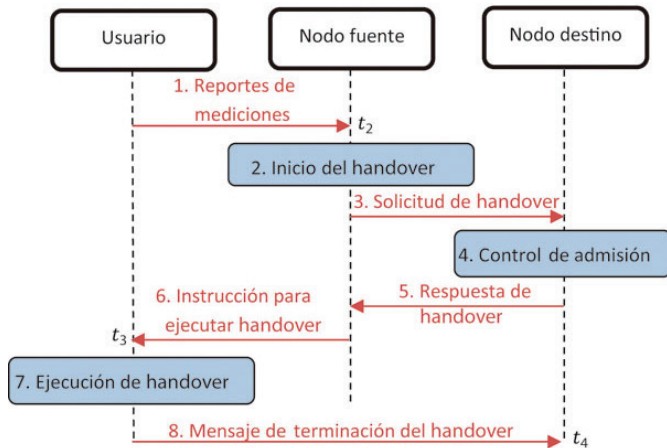 Usuario
Nodo fuente
Nodo destino
1. Reportes de
mediciones
t₂
2. Inicio del handover
3. Solicitud de handover
4. Control de admisión
5. Respuesta de
handover
6. Instrucción para
ejecutar handover
t₃
7. Ejecución de handover
8. Mensaje de terminación del handover
t₄